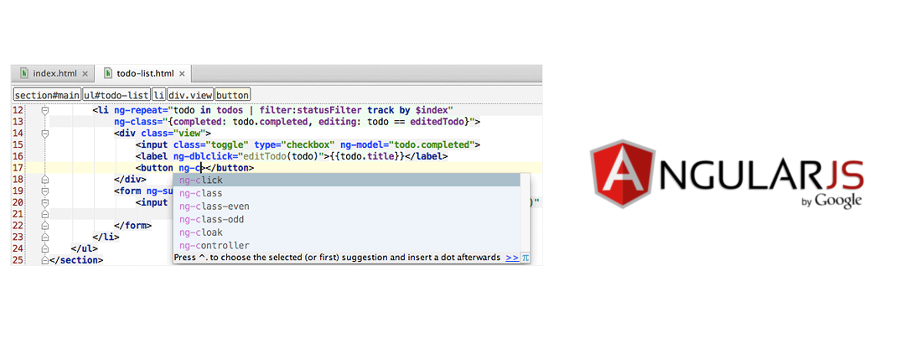 index.html
todo-list.html
section#main ul#todo-list li div.view button
12 <li ng-repeat="todo in todos | filter:statusFilter track by $index"
13 ng-class="{completed: todo.completed, editing: todo == editedTodo}">
14 <div class="view">
15 <input class="toggle" type="checkbox" ng-model="todo.completed">
16 <label ng-dblclick="editTodo(todo)">{{todo.title}}</label>
17 <button ng-c></button>
18 </div>
19 <form ng-su
20 <input )"
21
22 </form>
23 </li>
24 </ul>
25 </section>
ng-click
ng-class
ng-class-even
ng-class-odd
ng-cloak
ng-controller
Press ^. to choose the selected (or first) suggestion and insert a dot afterwards >> π
A NGULARJS
by Google